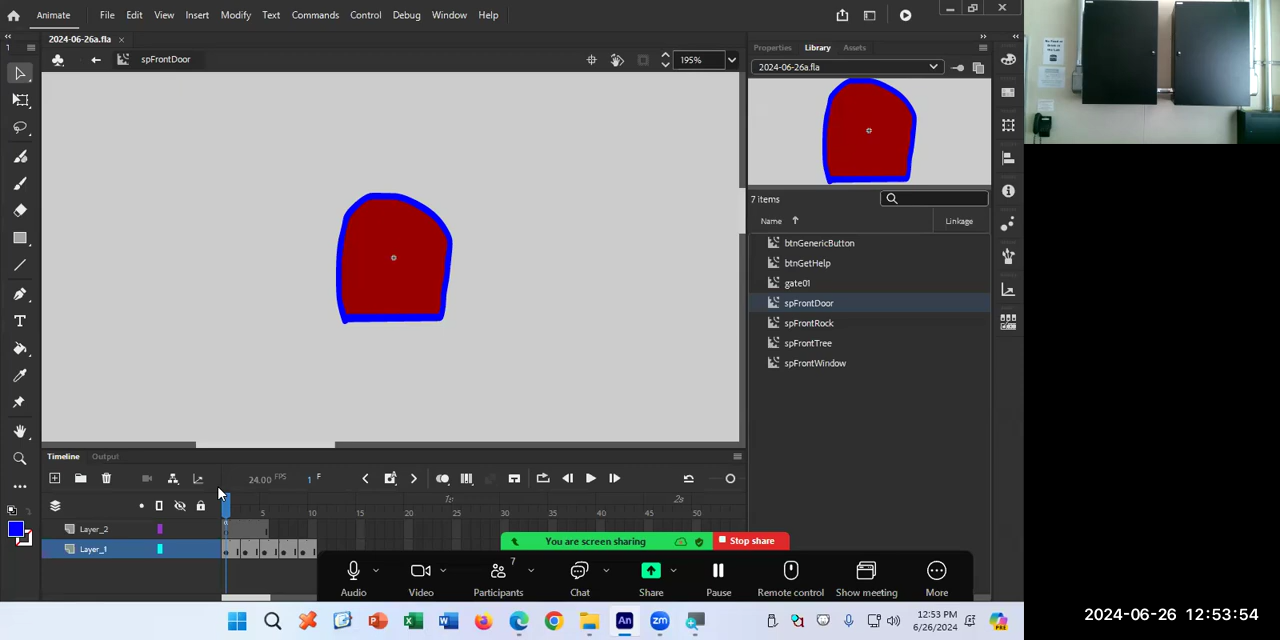 Animate File Edit View Insert Modify Text Commands Control Debug Window Help
2024-06-26a.fla
spFrontDoor
195%
Properties Library Assets
2024-06-26a.fla
7 items
Name Linkage
btnGenericButton
btnGetHelp
gate01
spFrontDoor
spFrontRock
spFrontTree
spFrontWindow
Timeline Output
24.00 FPS 1 F
1s 2s
5 10 15 20 25 30 35 40 45 50
Layer_2
Layer_1
You are screen sharing Stop share
7
Audio Video Participants Chat Share Pause Remote control Show meeting More
12:53 PM
6/26/2024
2024-06-26 12:53:54